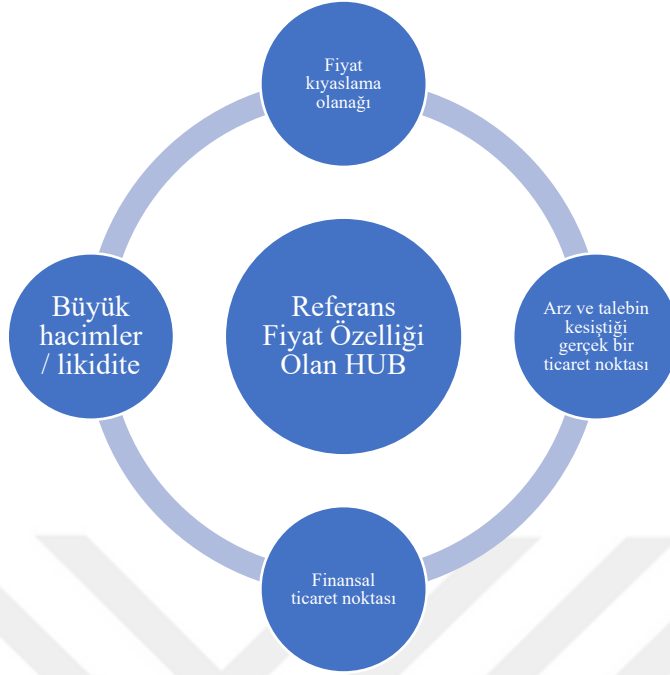 Fiyat
kıyaslama
olanağı
Büyük
hacimler
/ likidite
Referans
Fiyat Özelliği
Olan HUB
Arz ve talebin
kesiştiği
gerçek bir
ticaret noktası
Finansal
ticaret noktası